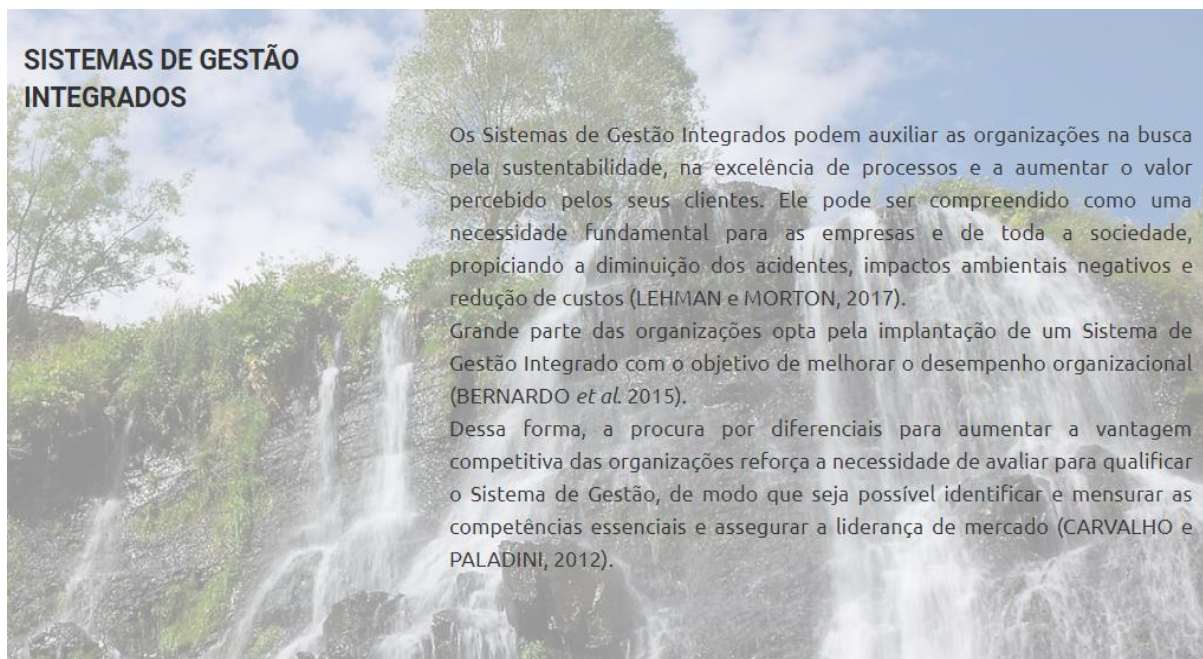 SISTEMAS DE GESTÃO
INTEGRADOS
Os Sistemas de Gestão Integrados podem auxiliar as organizações na busca
pela sustentabilidade, na excelência de processos e a aumentar o valor
percebido pelos seus clientes. Ele pode ser compreendido como uma
necessidade fundamental para as empresas e de toda a sociedade,
propiciando a diminuição dos acidentes, impactos ambientais negativos e
redução de custos (LEHMAN e MORTON, 2017).
Grande parte das organizações opta pela implantação de um Sistema de
Gestão Integrado com o objetivo de melhorar o desempenho organizacional
(BERNARDO et al. 2015).
Dessa forma, a procura por diferenciais para aumentar a vantagem
competitiva das organizações reforça a necessidade de avaliar para qualificar
o Sistema de Gestão, de modo que seja possível identificar e mensurar as
competências essenciais e assegurar a liderança de mercado (CARVALHO e
PALADINI, 2012).